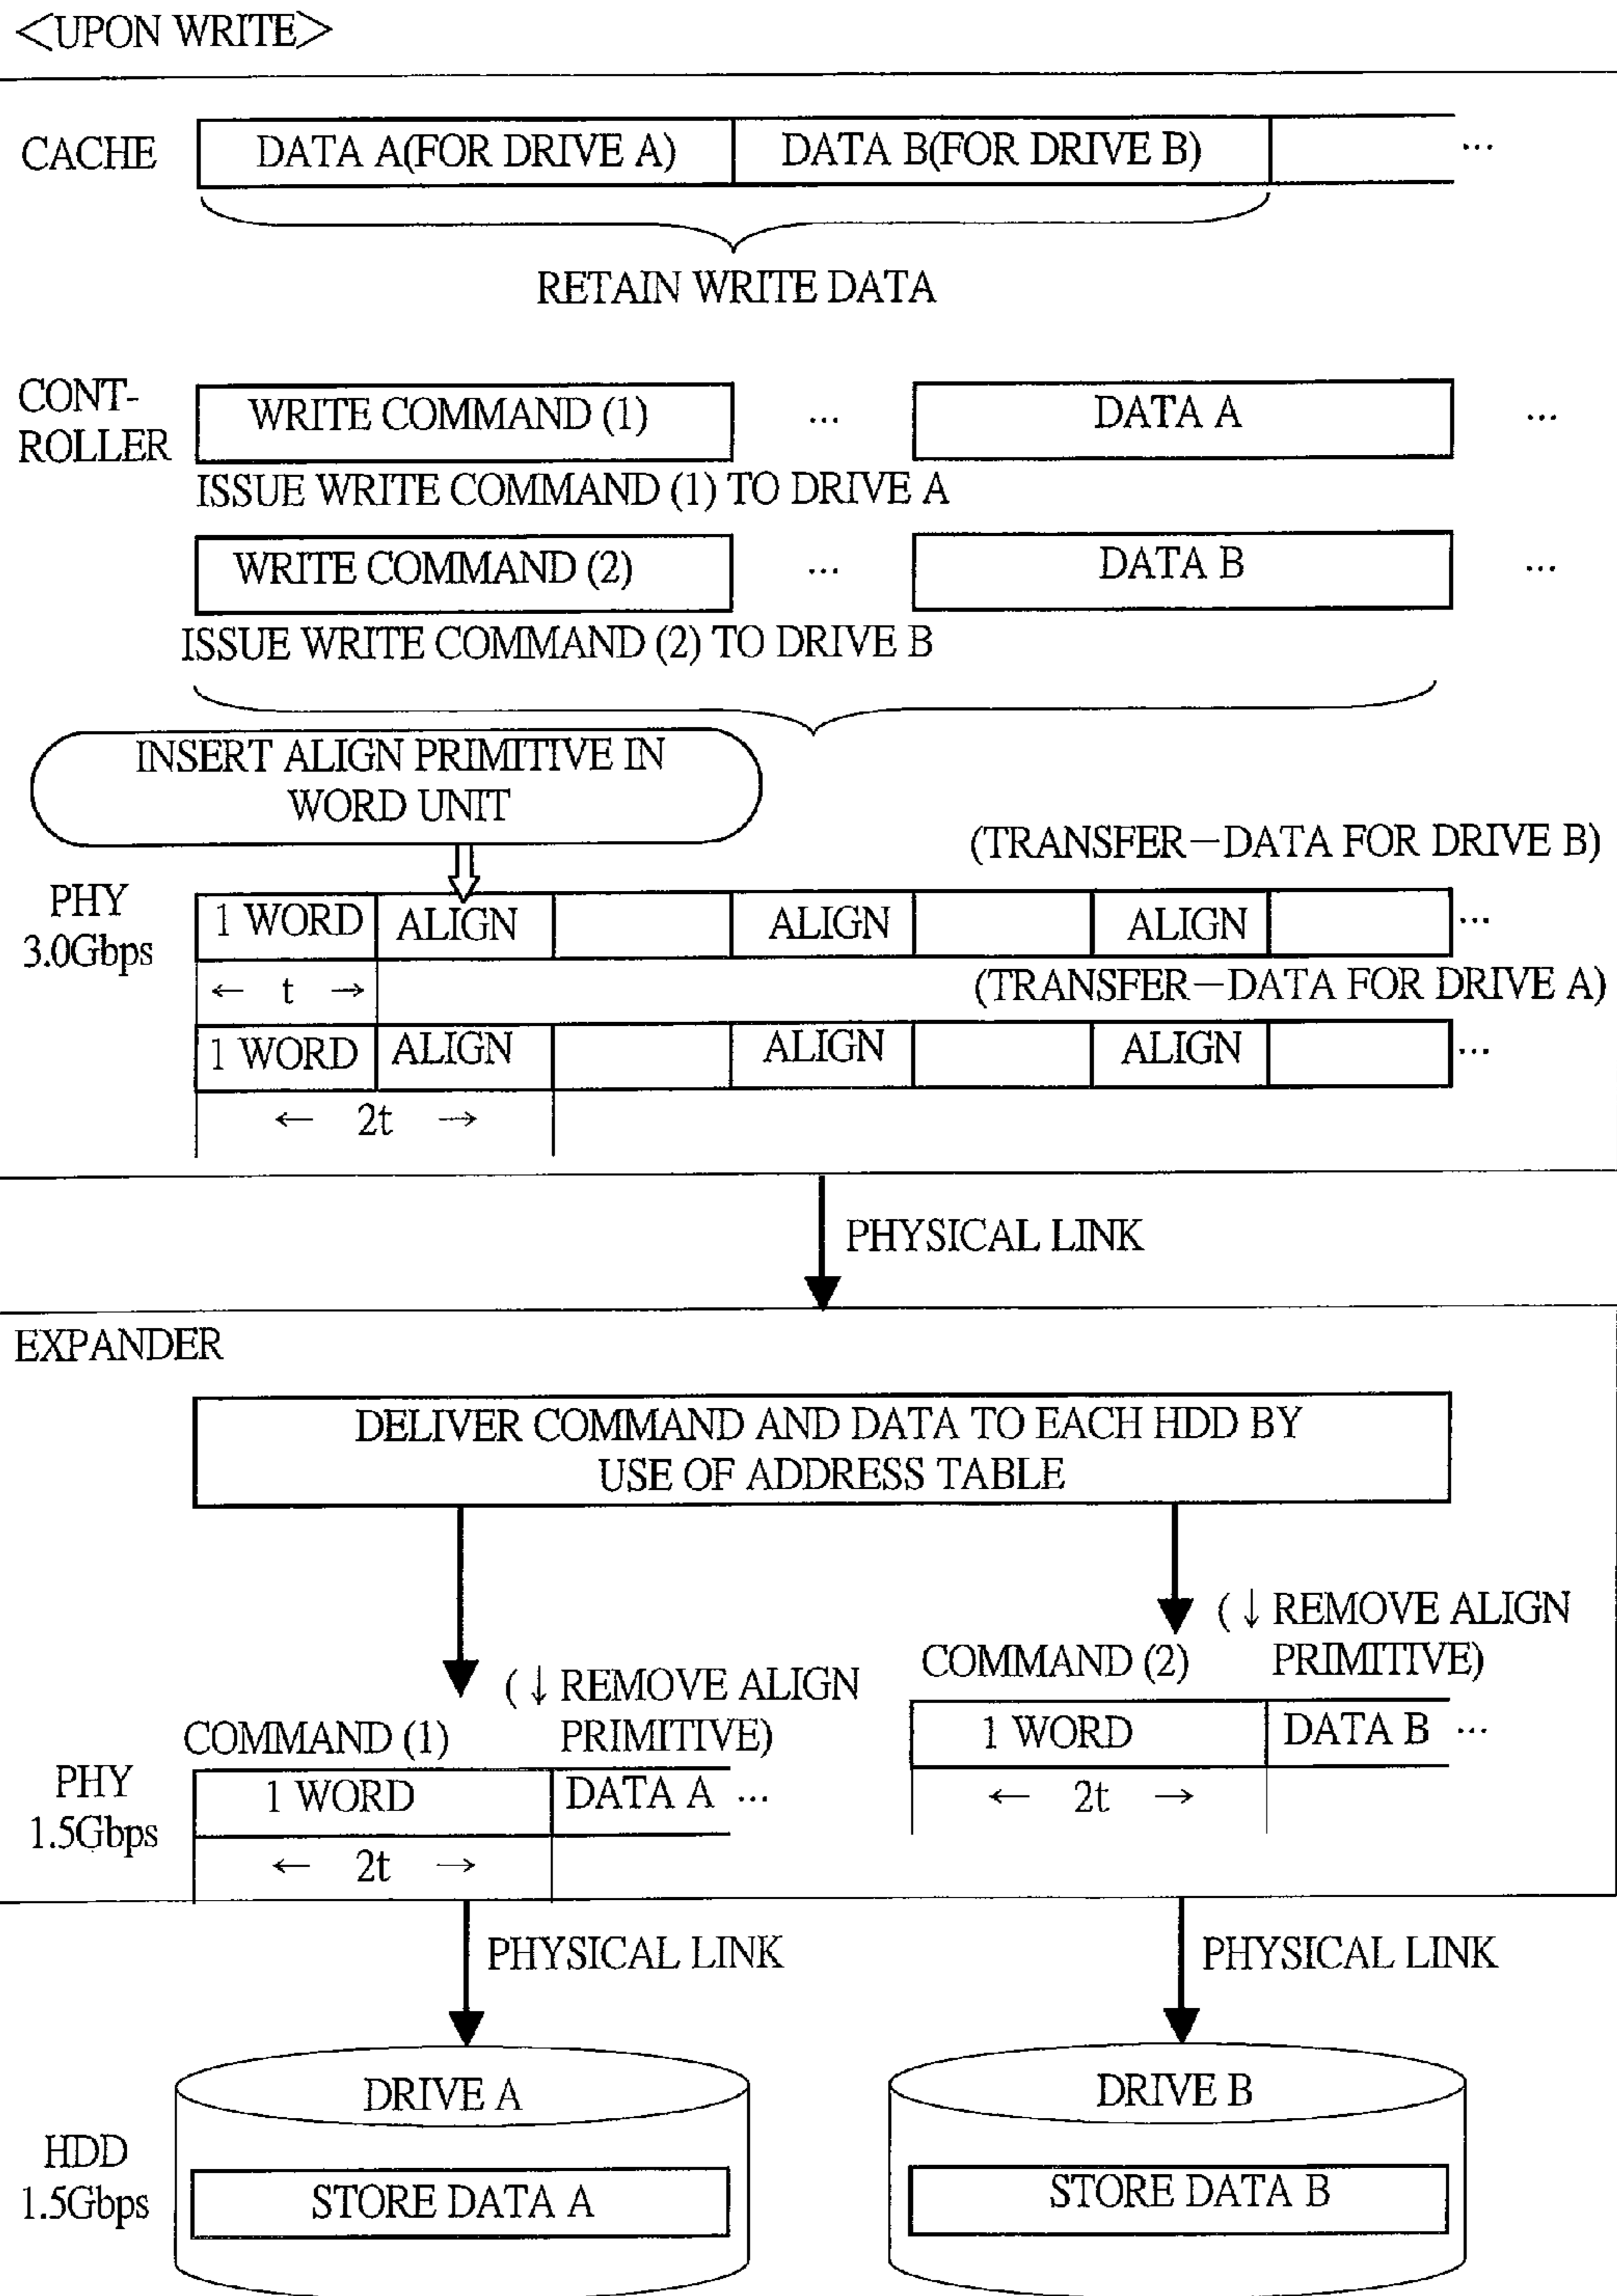 <UPON WRITE>
CACHE
DATA A(FOR DRIVE A)
DATA B(FOR DRIVE B)
...
RETAIN WRITE DATA
CONT-
ROLLER
WRITE COMMAND (1)
...
DATA A
...
ISSUE WRITE COMMAND (1) TO DRIVE A
WRITE COMMAND (2)
...
DATA B
...
ISSUE WRITE COMMAND (2) TO DRIVE B
INSERT ALIGN PRIMITIVE IN
WORD UNIT
(TRANSFER—DATA FOR DRIVE B)
PHY
3.0Gbps
1 WORD
ALIGN
ALIGN
ALIGN
...
← t →
(TRANSFER—DATA FOR DRIVE A)
1 WORD
ALIGN
ALIGN
ALIGN
...
← 2t →
PHYSICAL LINK
EXPANDER
DELIVER COMMAND AND DATA TO EACH HDD BY
USE OF ADDRESS TABLE
(↓ REMOVE ALIGN
PRIMITIVE)
COMMAND (2)
1 WORD
DATA B
...
← 2t →
(↓ REMOVE ALIGN
PRIMITIVE)
COMMAND (1)
PHY
1.5Gbps
1 WORD
DATA A
...
← 2t →
PHYSICAL LINK
PHYSICAL LINK
DRIVE A
DRIVE B
HDD
1.5Gbps
STORE DATA A
STORE DATA B